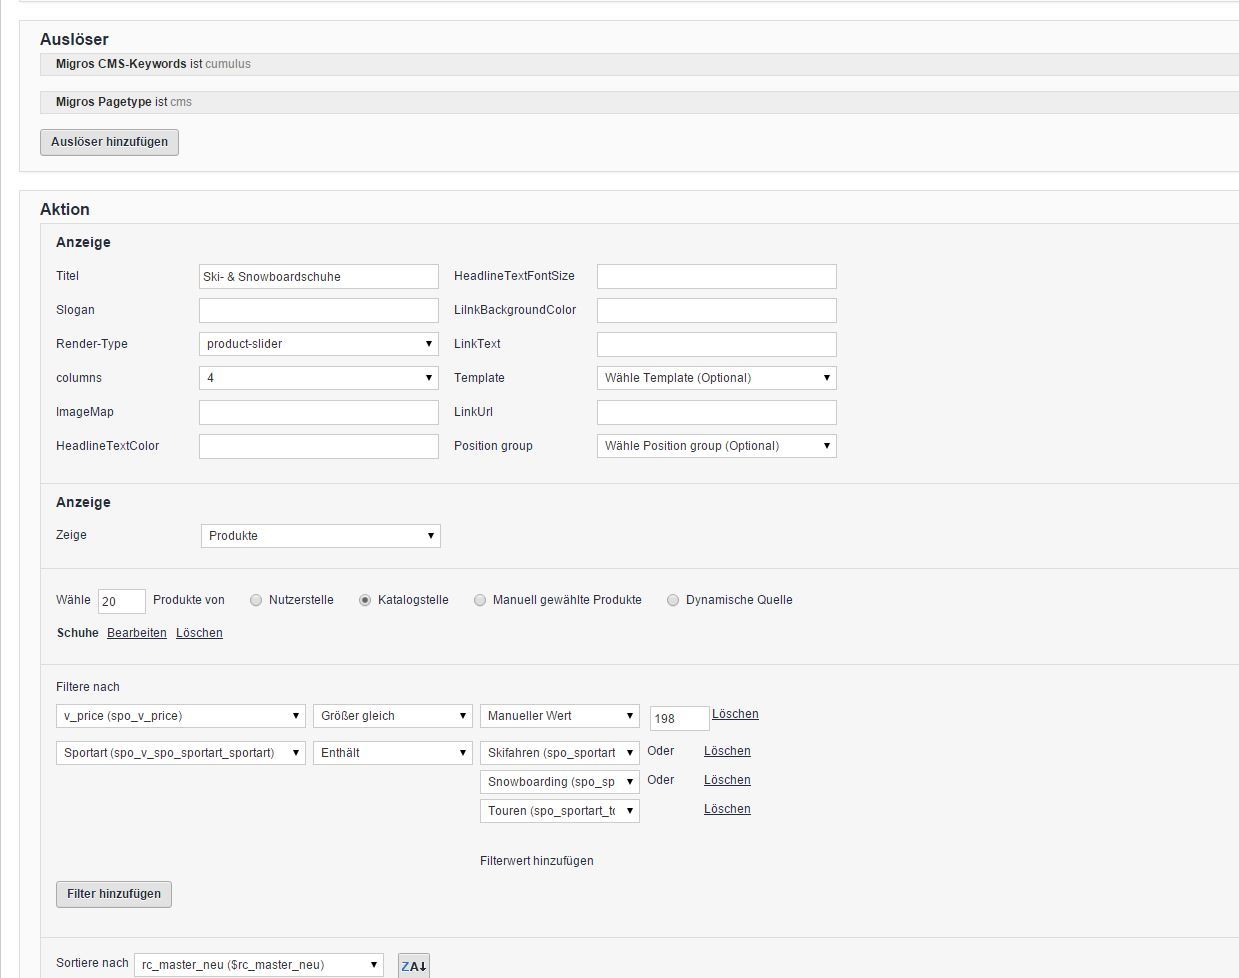 Auslöser
Migros CMS-Keywords ist cumulus
Migros Pagetype ist cms
Auslöser hinzufügen
Aktion
Anzeige
Titel Ski- & Snowboardschuhe HeadlineTextFontSize
Slogan LiInkBackgroundColor
Render-Type product-slider LinkText
columns 4 Template Wähle Template (Optional)
ImageMap LinkUrl
HeadlineTextColor Position group Wähle Position group (Optional)
Anzeige
Zeige Produkte
Wähle 20 Produkte von Nutzerstelle Katalogstelle Manuell gewählte Produkte Dynamische Quelle
Schuhe Bearbeiten Löschen
Filtere nach
v_price (spo_v_price) Größer gleich Manueller Wert 198 Löschen
Sportart (spo_v_spo_sportart_sportart) Enthält Skifahren (spo_sportart Oder Löschen
Snowboarding (spo_sp Oder Löschen
Touren (spo_sportart_to Löschen
Filterwert hinzufügen
Filter hinzufügen
Sortiere nach rc_master_neu ($rc_master_neu) ZA